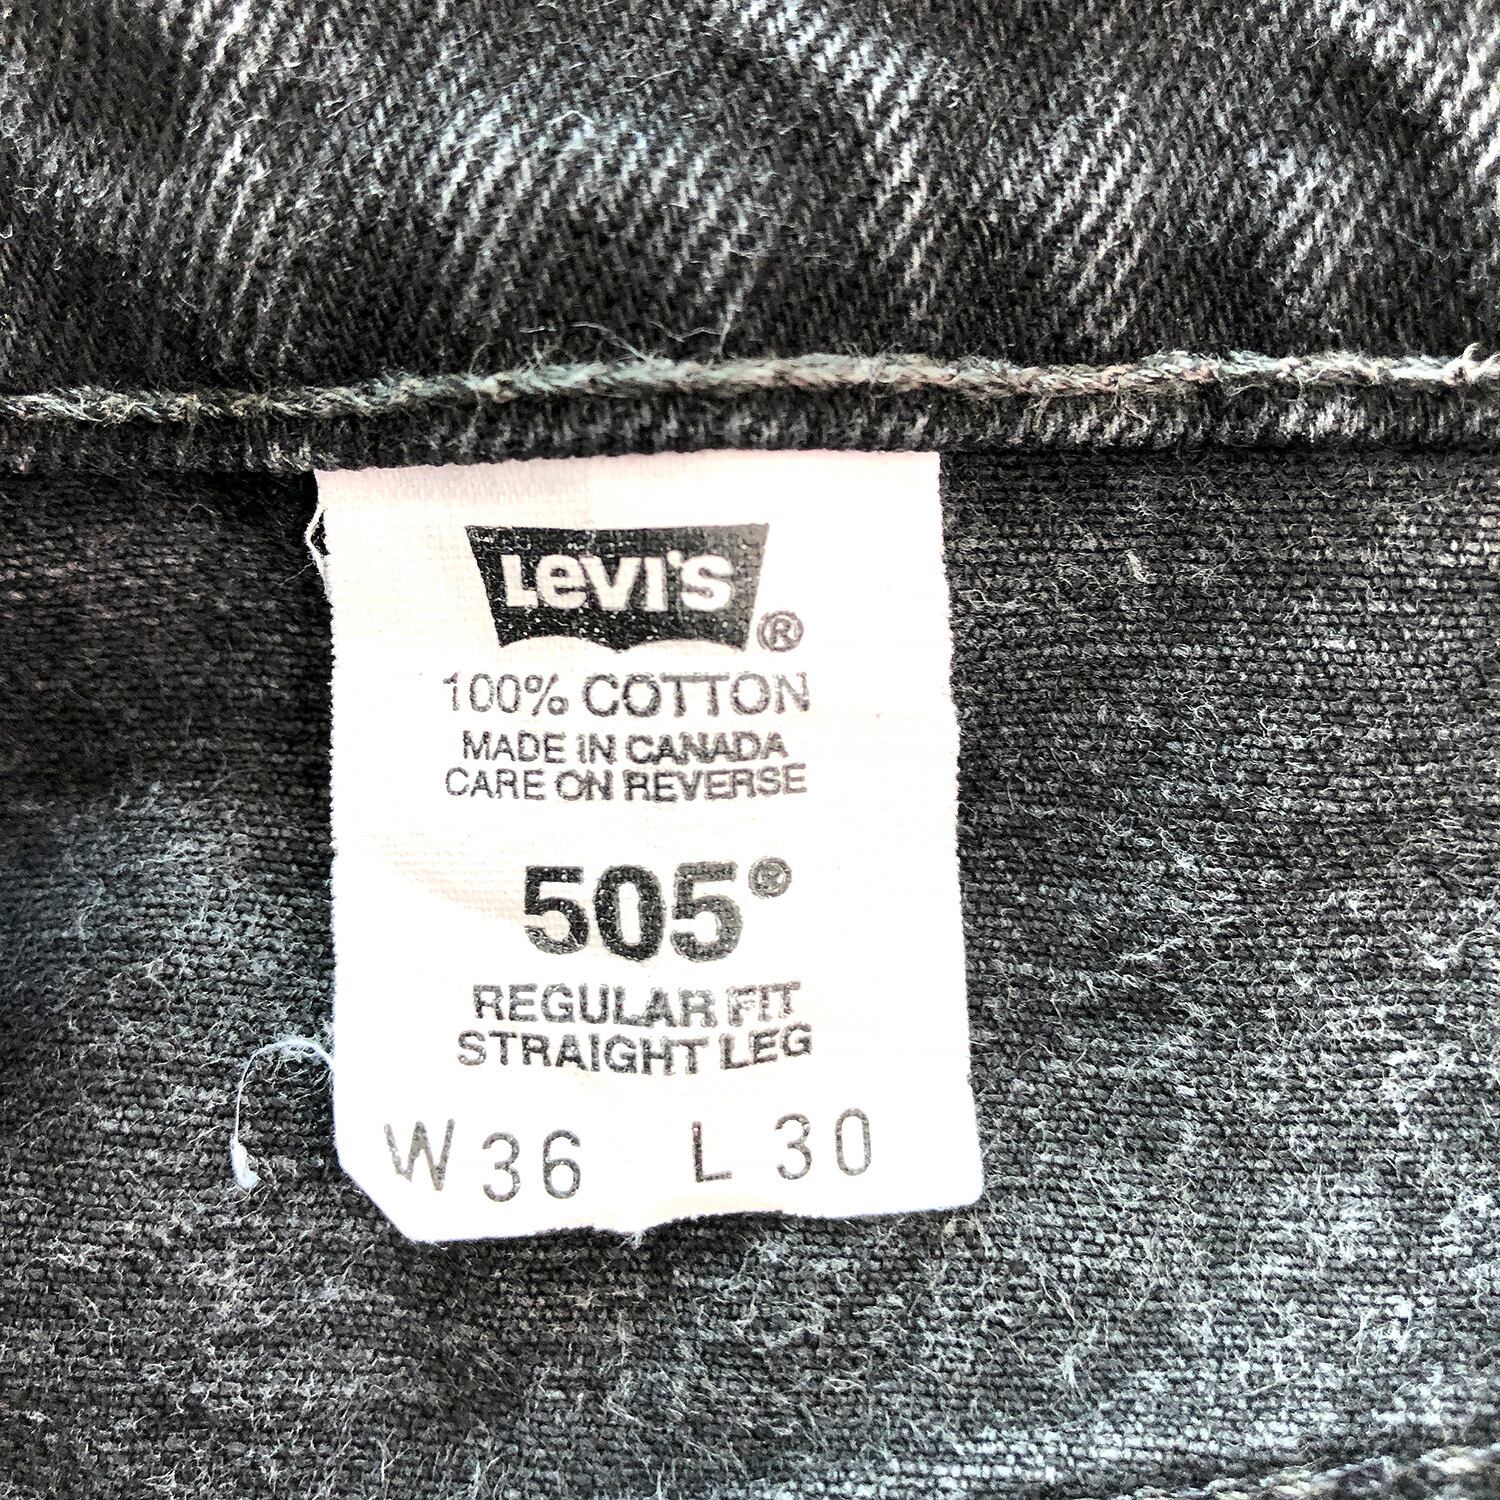 Levi's®
100% COTTON
MADE IN CANADA
CARE ON REVERSE
505®
REGULAR FIT
STRAIGHT LEG
W 36 L 30